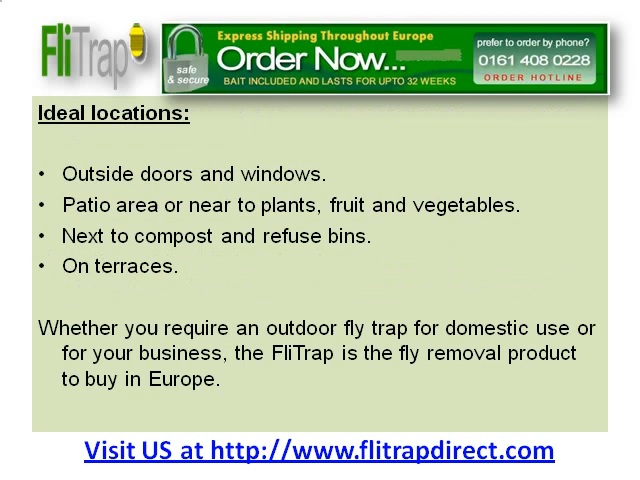 FliTrap
Express Shipping Throughout Europe
Order Now...
BAIT INCLUDED AND LASTS FOR UPTO 32 WEEKS
safe
& secure
prefer to order by phone?
0161 408 0228
ORDER HOTLINE
Ideal locations:
• Outside doors and windows.
• Patio area or near to plants, fruit and vegetables.
• Next to compost and refuse bins.
• On terraces.
Whether you require an outdoor fly trap for domestic use or
for your business, the FliTrap is the fly removal product
to buy in Europe.
Visit US at http://www.flitrapdirect.com